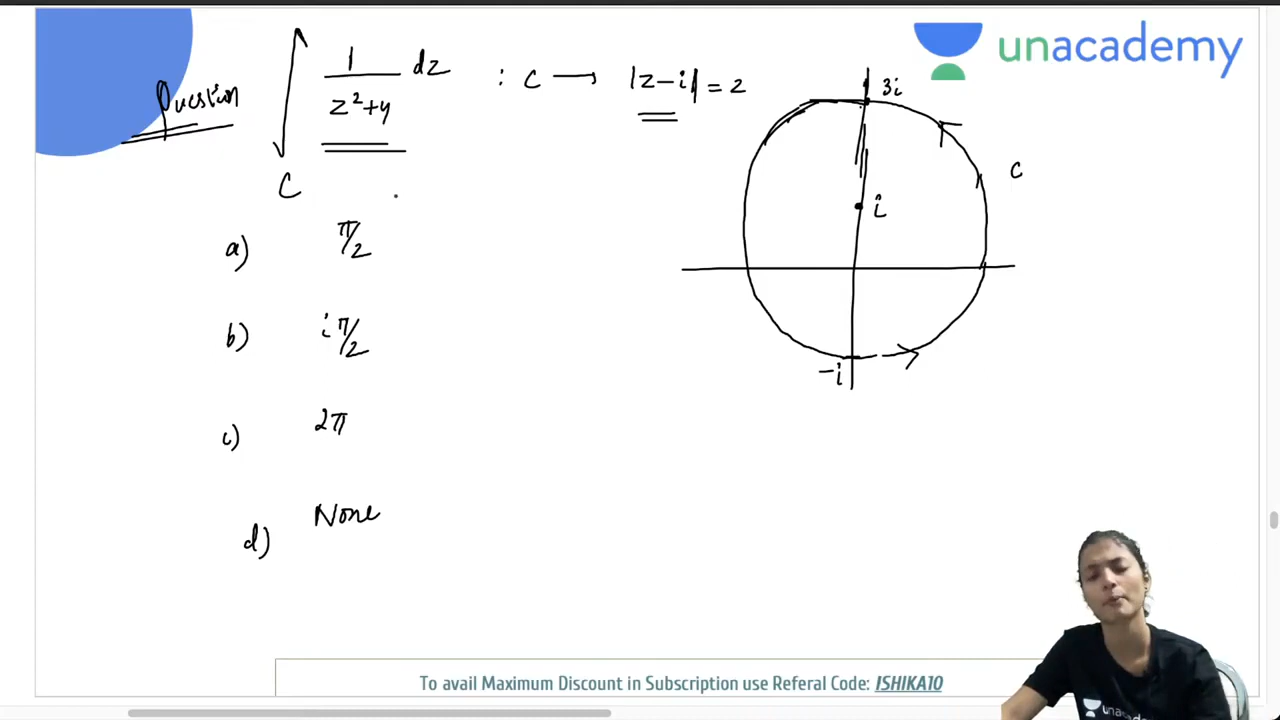 unacademy
Question ∫ 1/(z²+4) dz : C → |z-i| = 2
C
3i
C
i
-i
a) π/2
b) iπ/2
c) 2π
d) None
una
To avail Maximum Discount in Subscription use Referal Code: ISHIKA10